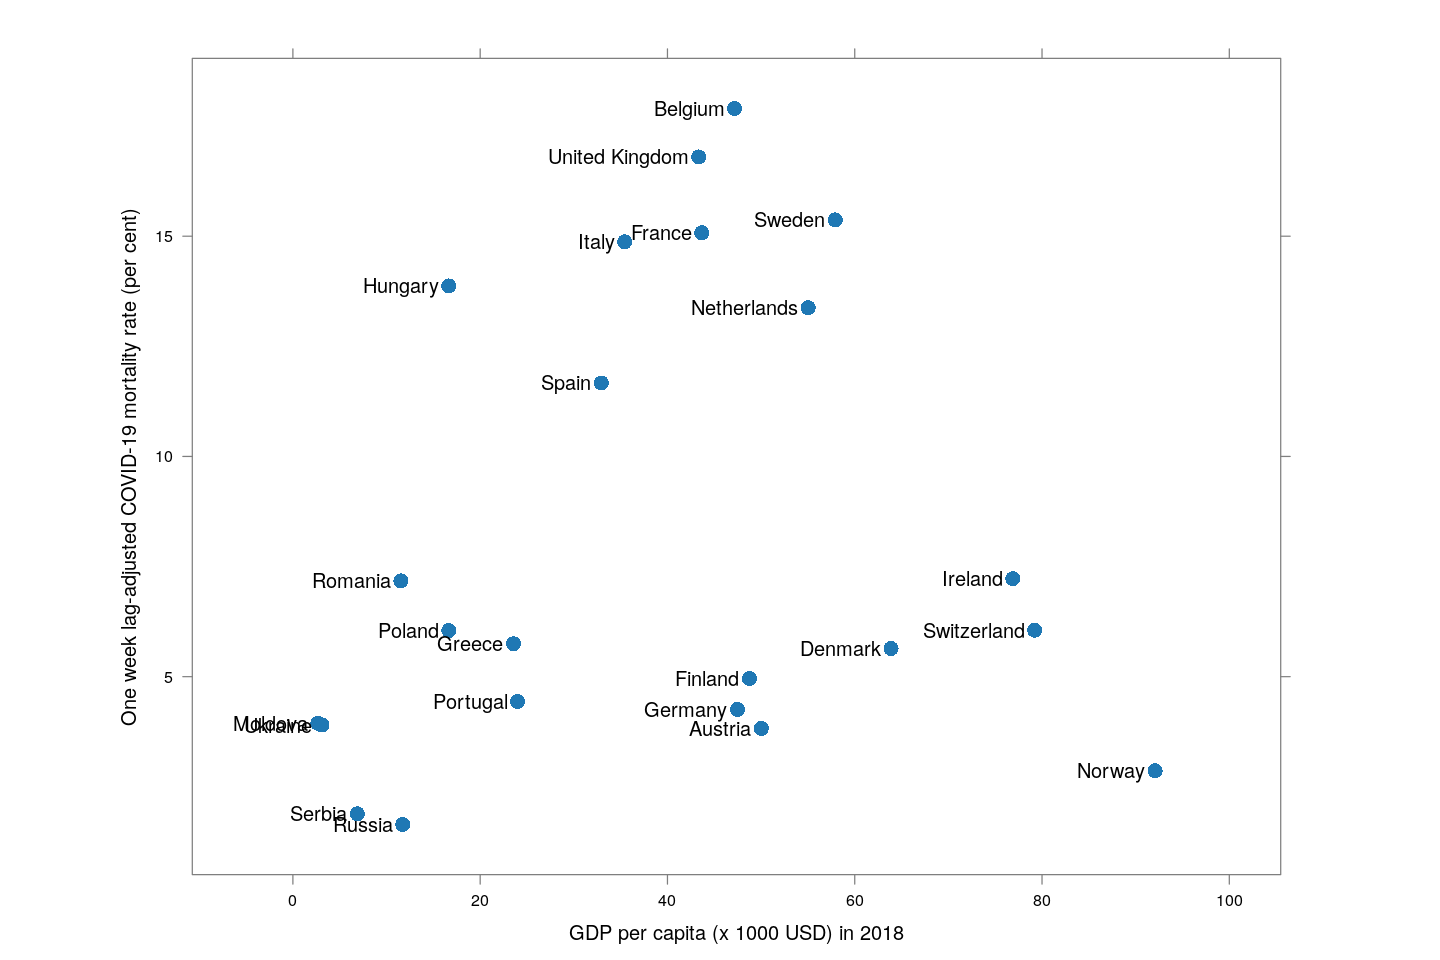 Belgium
United Kingdom
Sweden
France
Italy
Hungary
Netherlands
Spain
Romania
Ireland
Poland
Switzerland
Greece
Denmark
Finland
Portugal
Germany
Moldova
Ukraine
Austria
Norway
Serbia
Russia
15
10
5
0
20
40
60
80
100
One week lag-adjusted COVID-19 mortality rate (per cent)
GDP per capita (x 1000 USD) in 2018